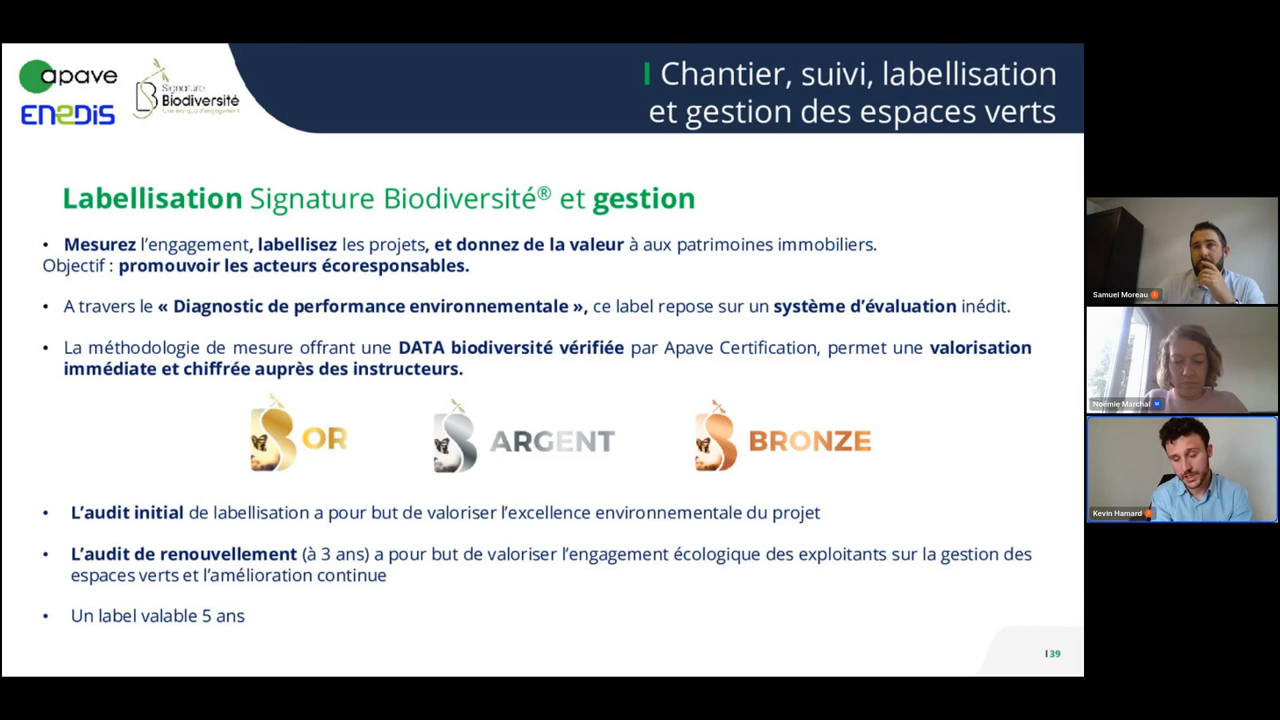 apave
Signature
Biodiversité
ENEDIS
I Chantier, suivi, labellisation
et gestion des espaces verts
Labellisation Signature Biodiversité® et gestion
• Mesurez l’engagement, labellisez les projets, et donnez de la valeur à aux patrimoines immobiliers.
Objectif : promouvoir les acteurs écoresponsables.
• A travers le « Diagnostic de performance environnementale », ce label repose sur un système d’évaluation inédit.
• La méthodologie de mesure offrant une DATA biodiversité vérifiée par Apave Certification, permet une valorisation
immédiate et chiffrée auprès des instructeurs.
OR
ARGENT
BRONZE
• L’audit initial de labellisation a pour but de valoriser l’excellence environnementale du projet
• L’audit de renouvellement (à 3 ans) a pour but de valoriser l’engagement écologique des exploitants sur la gestion des
espaces verts et l’amélioration continue
• Un label valable 5 ans
I 39
Samuel Moreau
Noémie Marchal
Kevin Hamard